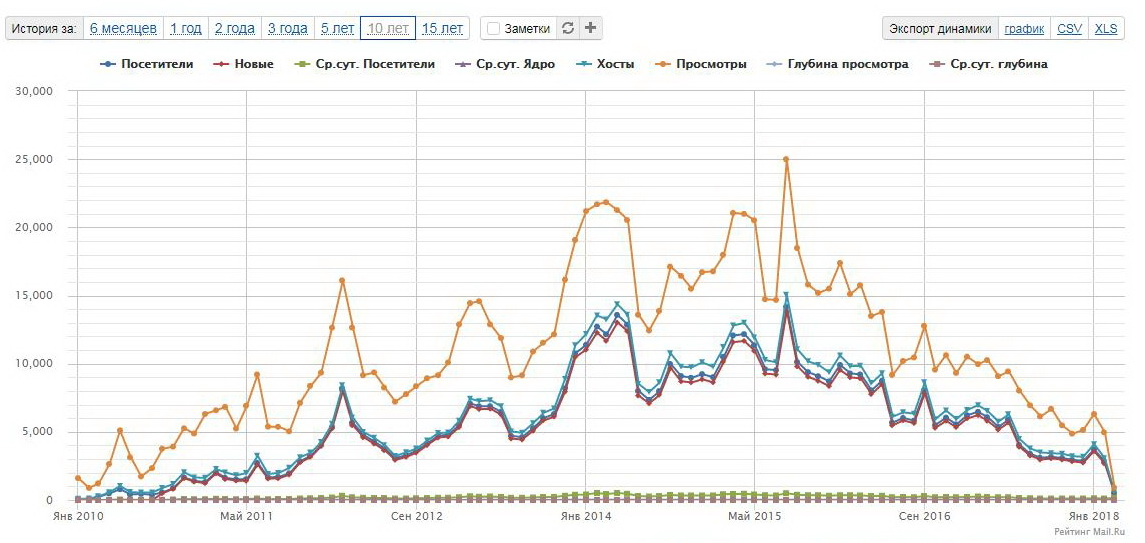 История за: 6 месяцев 1 год 2 года 3 года 5 лет 10 лет 15 лет Заметки Экспорт динамики график CSV XLS
Посетители Новые Ср.сут. Посетители Ср.сут. Ядро Хосты Просмотры Глубина просмотра Ср.сут. глубина
30,000
25,000
20,000
15,000
10,000
5,000
0
Янв 2010 Май 2011 Сен 2012 Янв 2014 Май 2015 Сен 2016 Янв 2018
Рейтинг Mail.Ru